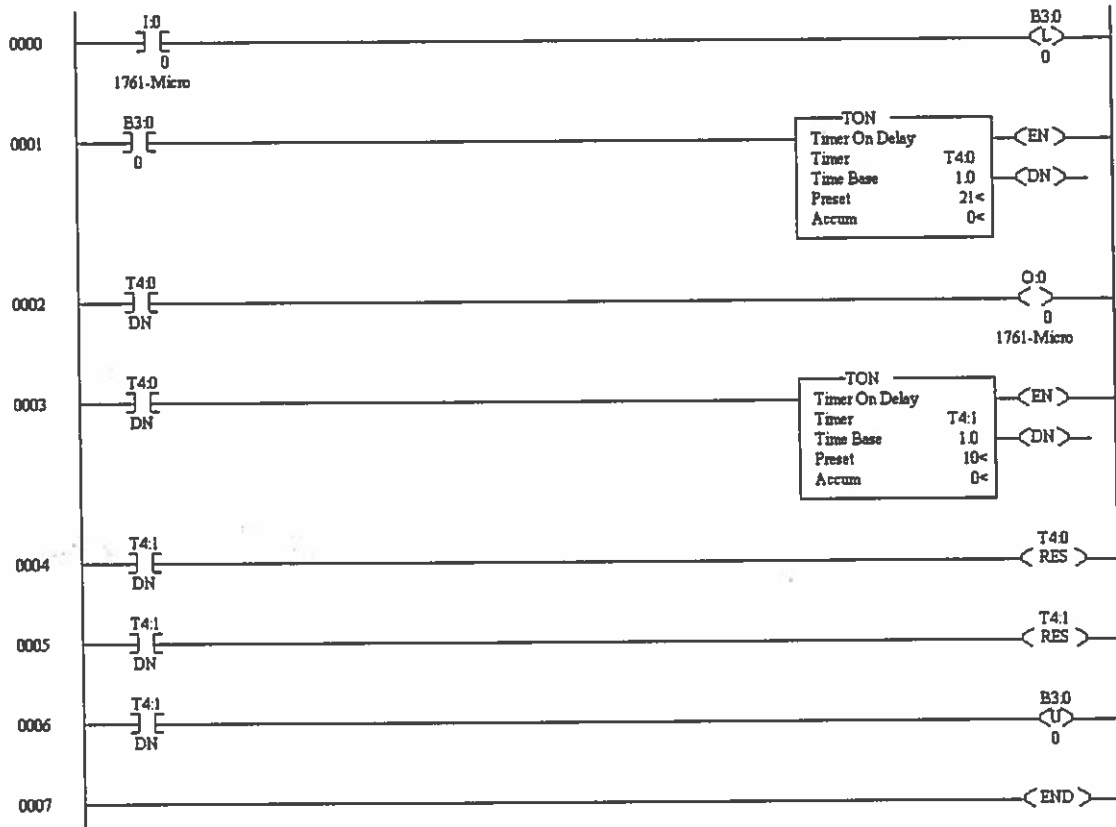 I:0
B3:0
0000
L
0
0
1761-Micro
B3:0
TON
0001
Timer On Delay
EN
0
Timer T4:0
DN
Time Base 1.0
Preset 21<
Accum 0<
T4:0
O:0
0002
DN
0
1761-Micro
T4:0
TON
0003
Timer On Delay
EN
DN
Timer T4:1
Time Base 1.0
DN
Preset 10<
Accum 0<
T4:1
T4:0
0004
RES
DN
T4:1
T4:1
0005
RES
DN
T4:1
B3:0
0006
U
DN
0
0007
END